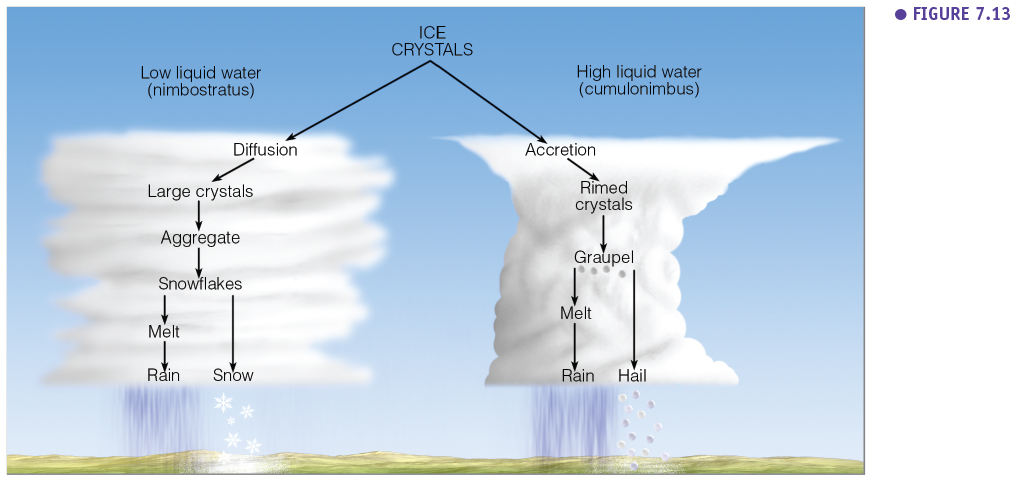 ● FIGURE 7.13
ICE
CRYSTALS
Low liquid water
(nimbostratus)
High liquid water
(cumulonimbus)
Diffusion
Large crystals
Aggregate
Snowflakes
Melt
Rain
Snow
Accretion
Rimed
crystals
Graupel
Melt
Rain
Hail